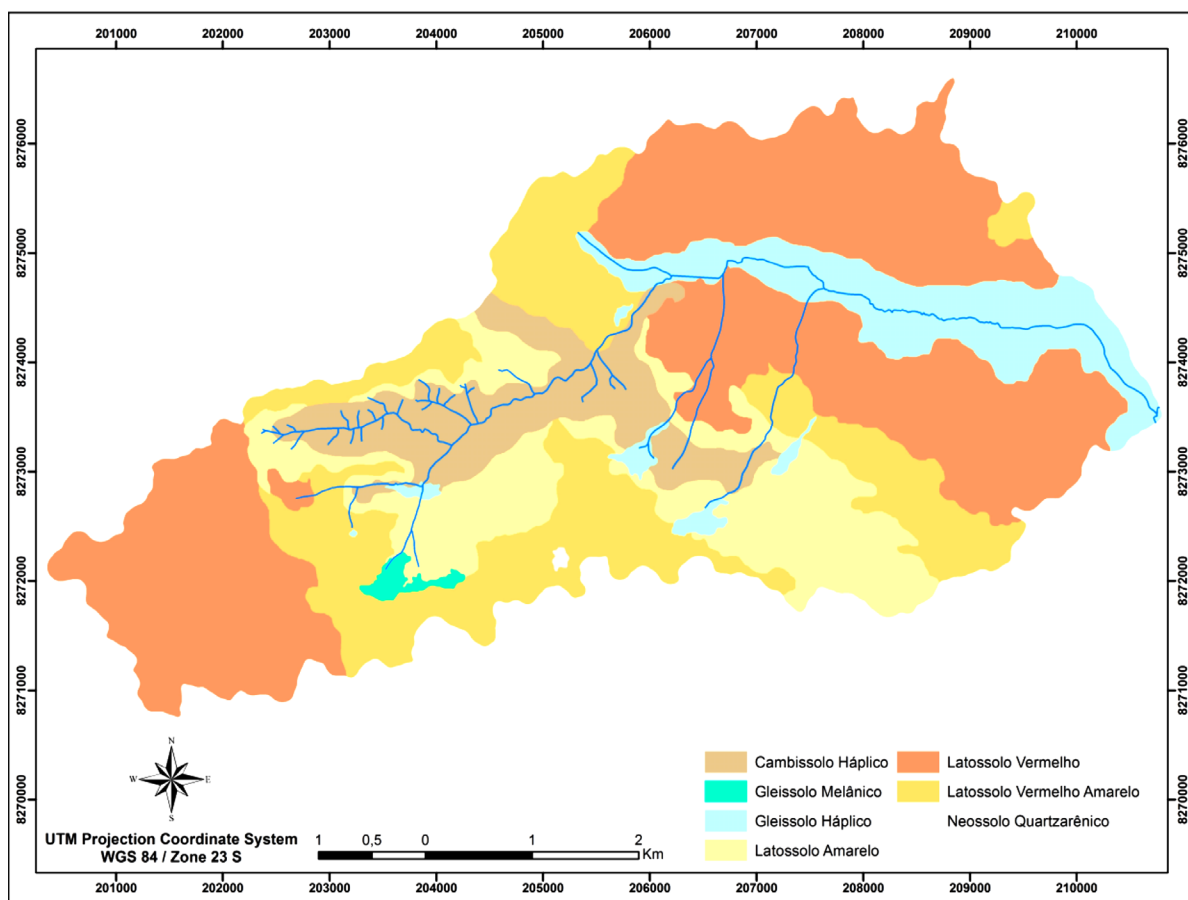 201000 202000 203000 204000 205000 206000 207000 208000 209000 210000
8276000 8276000
8275000 8275000
8274000 8274000
8273000 8273000
8272000 8272000
8271000 8271000
8270000 8270000
N
W E
S
UTM Projection Coordinate System
WGS 84 / Zone 23 S
1 0,5 0 1 2
Km
Cambissolo Háplico
Gleissolo Melânico
Gleissolo Háplico
Latossolo Amarelo
Latossolo Vermelho
Latossolo Vermelho Amarelo
Neossolo Quartzarênico
201000 202000 203000 204000 205000 206000 207000 208000 209000 210000